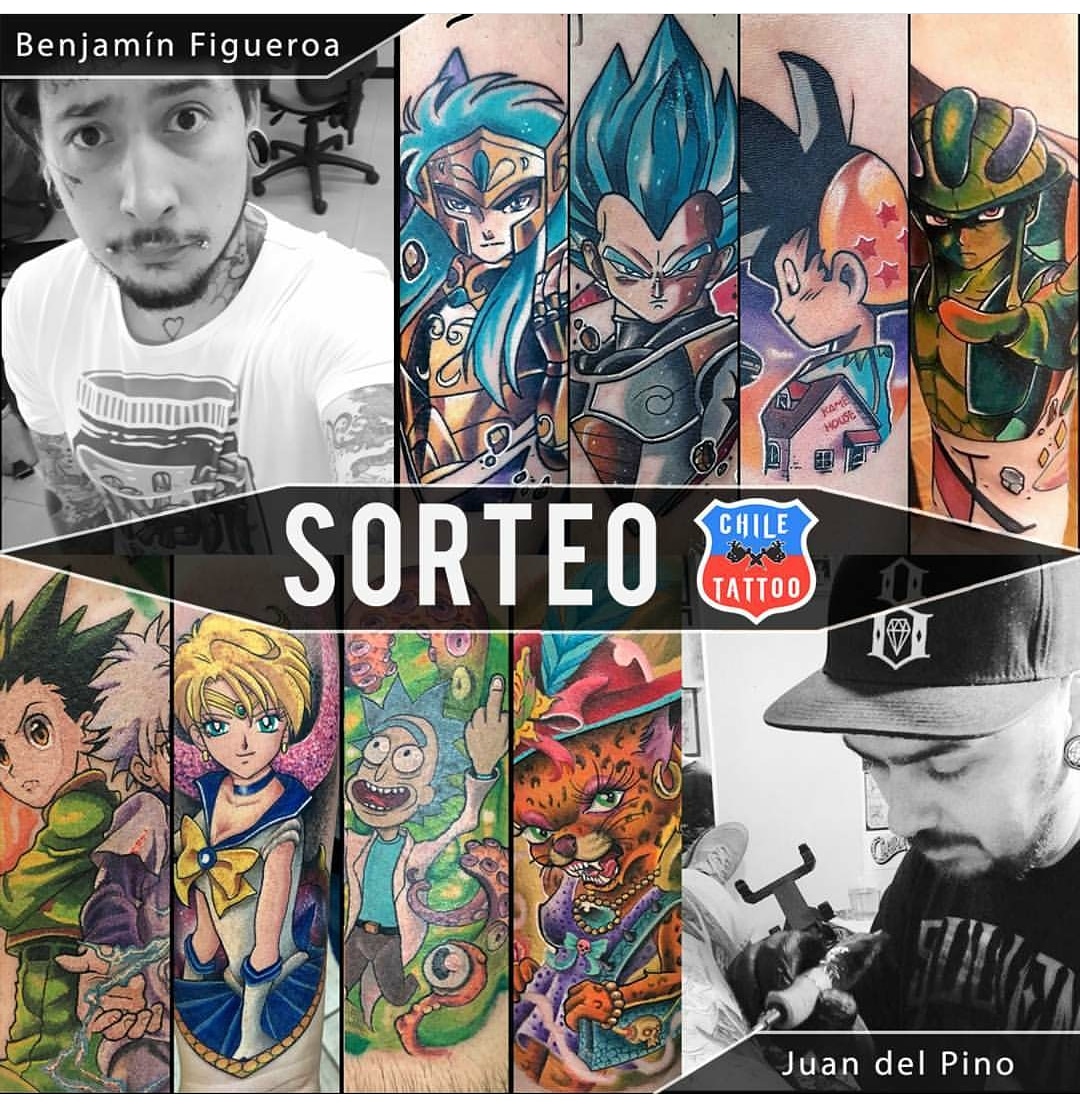 Benjamín Figueroa
KAME
HOUSE
SORTEO
CHILE
TATTOO
Juan del Pino